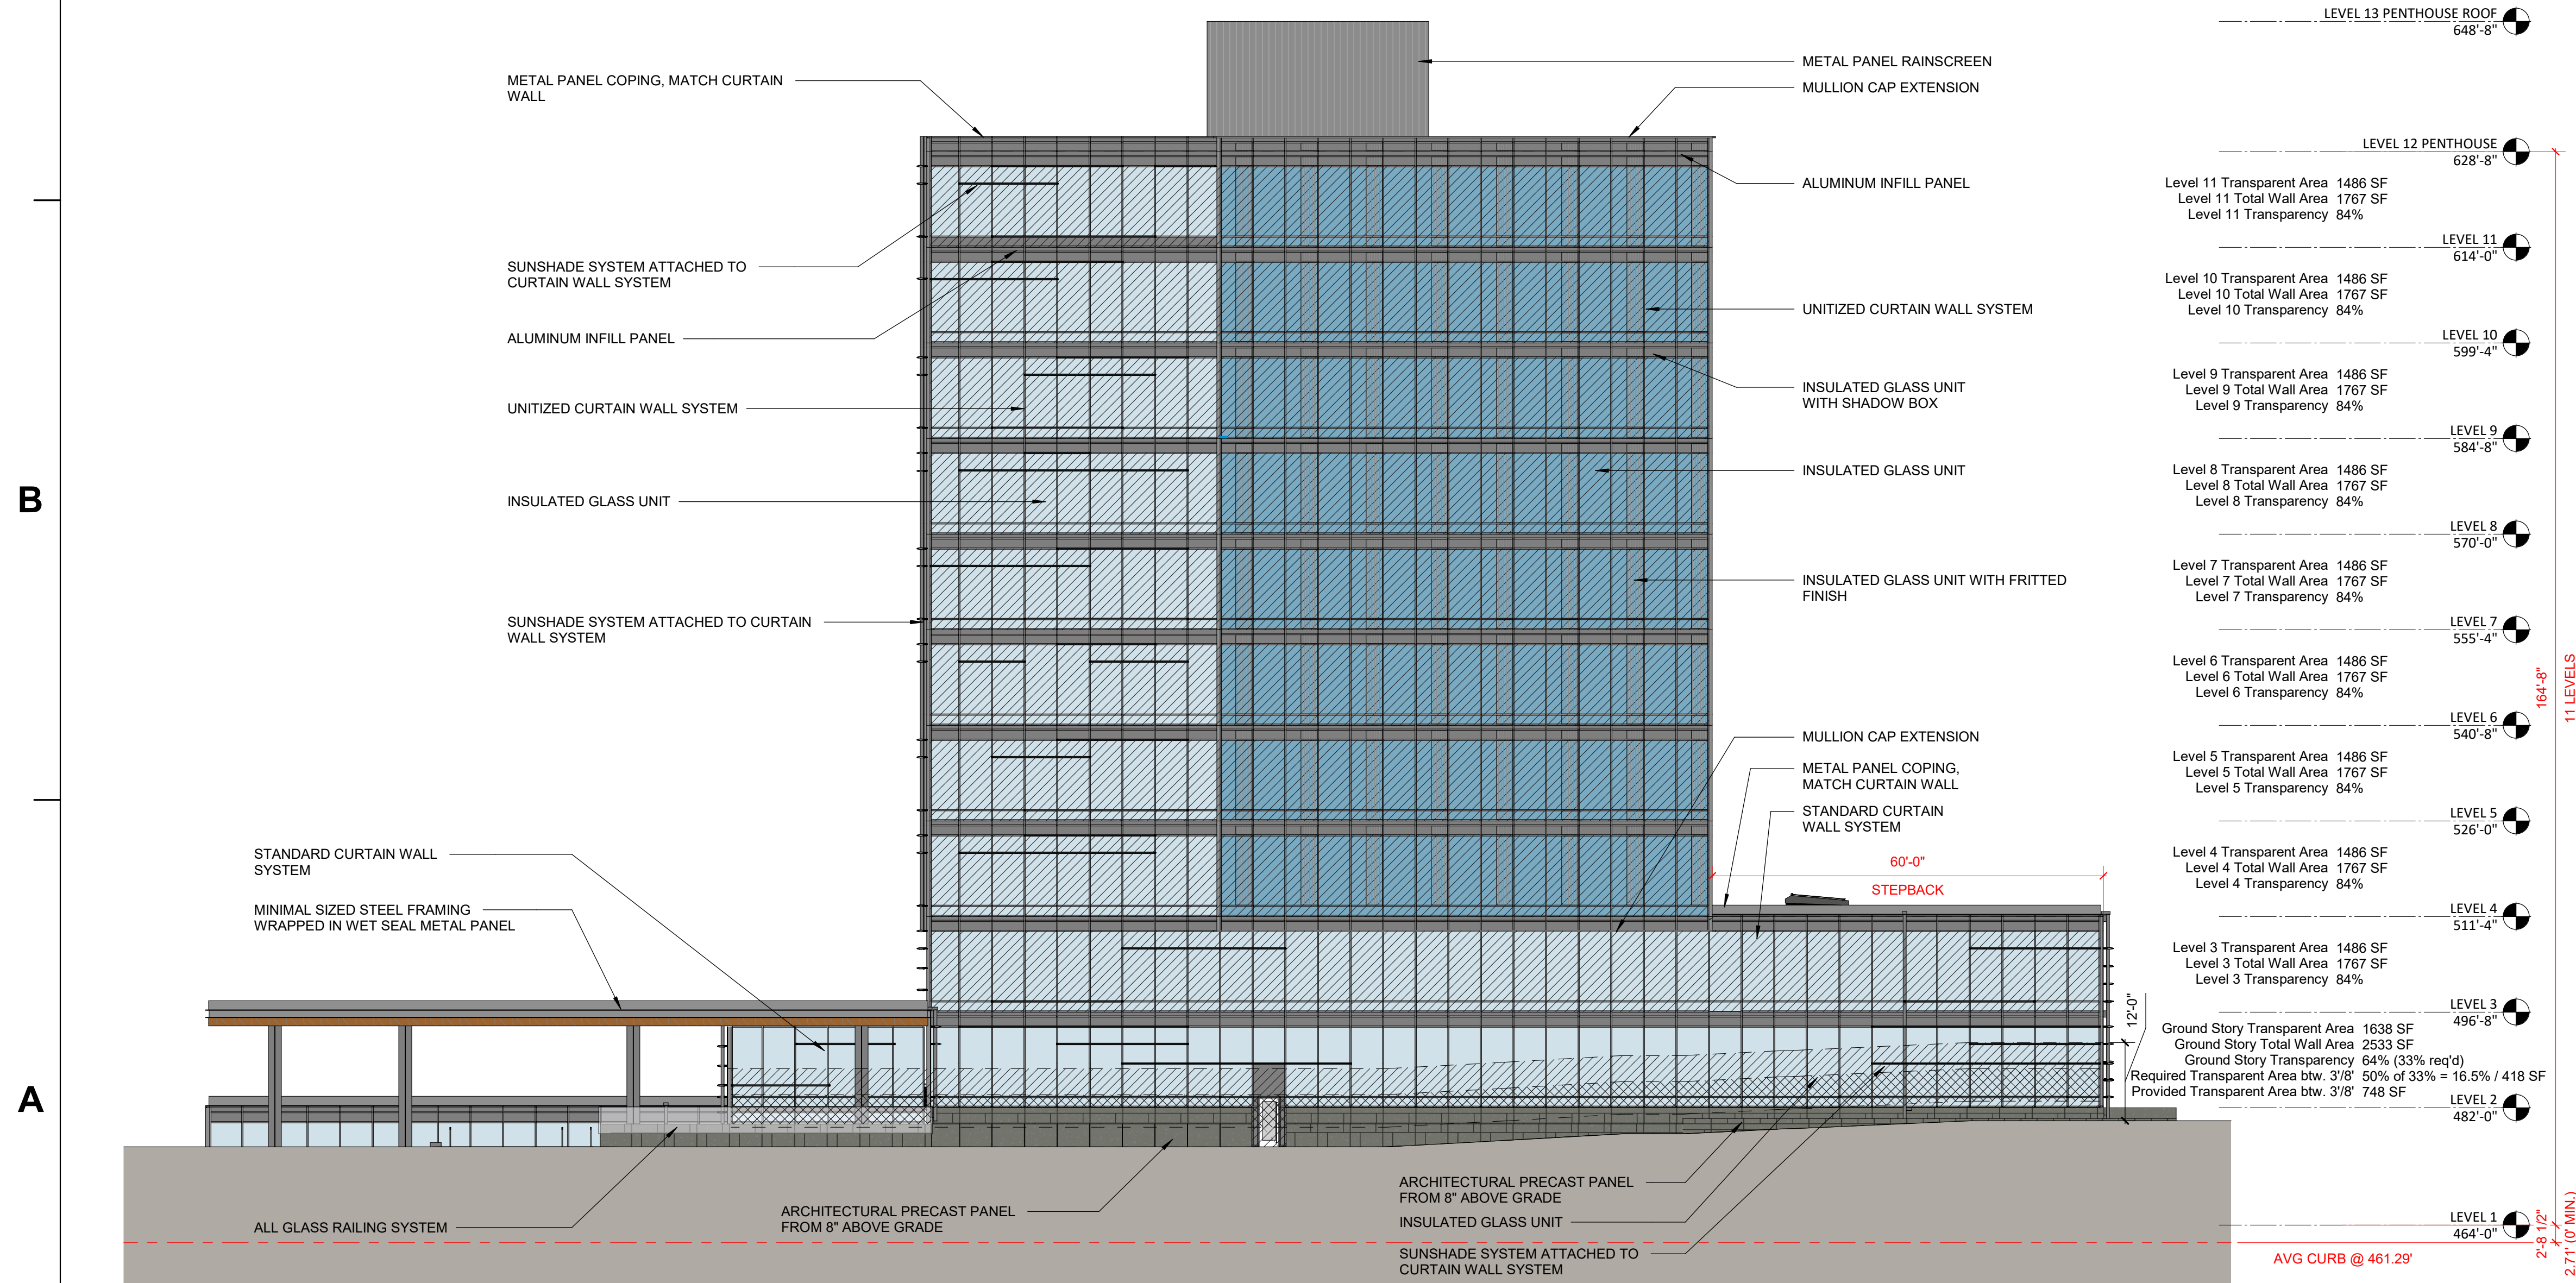 LEVEL 13 PENTHOUSE ROOF
648'-8"
METAL PANEL COPING, MATCH CURTAIN
WALL
METAL PANEL RAINSCREEN
MULLION CAP EXTENSION
LEVEL 12 PENTHOUSE
628'-8"
ALUMINUM INFILL PANEL
Level 11 Transparent Area 1486 SF
Level 11 Total Wall Area 1767 SF
Level 11 Transparency 84%
LEVEL 11
614'-0"
SUNSHADE SYSTEM ATTACHED TO
CURTAIN WALL SYSTEM
Level 10 Transparent Area 1486 SF
Level 10 Total Wall Area 1767 SF
Level 10 Transparency 84%
UNITIZED CURTAIN WALL SYSTEM
ALUMINUM INFILL PANEL
LEVEL 10
599'-4"
Level 9 Transparent Area 1486 SF
Level 9 Total Wall Area 1767 SF
Level 9 Transparency 84%
INSULATED GLASS UNIT
WITH SHADOW BOX
UNITIZED CURTAIN WALL SYSTEM
LEVEL 9
584'-8"
B
INSULATED GLASS UNIT
INSULATED GLASS UNIT
Level 8 Transparent Area 1486 SF
Level 8 Total Wall Area 1767 SF
Level 8 Transparency 84%
LEVEL 8
570'-0"
INSULATED GLASS UNIT WITH FRITTED
FINISH
Level 7 Transparent Area 1486 SF
Level 7 Total Wall Area 1767 SF
Level 7 Transparency 84%
SUNSHADE SYSTEM ATTACHED TO CURTAIN
WALL SYSTEM
LEVEL 7
555'-4"
Level 6 Transparent Area 1486 SF
Level 6 Total Wall Area 1767 SF
Level 6 Transparency 84%
164'-8"
11 LEVELS
LEVEL 6
540'-8"
MULLION CAP EXTENSION
METAL PANEL COPING,
MATCH CURTAIN WALL
STANDARD CURTAIN
WALL SYSTEM
Level 5 Transparent Area 1486 SF
Level 5 Total Wall Area 1767 SF
Level 5 Transparency 84%
LEVEL 5
526'-0"
STANDARD CURTAIN WALL
SYSTEM
60'-0"
STEPBACK
Level 4 Transparent Area 1486 SF
Level 4 Total Wall Area 1767 SF
Level 4 Transparency 84%
MINIMAL SIZED STEEL FRAMING
WRAPPED IN WET SEAL METAL PANEL
LEVEL 4
511'-4"
Level 3 Transparent Area 1486 SF
Level 3 Total Wall Area 1767 SF
Level 3 Transparency 84%
12'-0"
LEVEL 3
496'-8"
Ground Story Transparent Area 1638 SF
Ground Story Total Wall Area 2533 SF
Ground Story Transparency 64% (33% req'd)
Required Transparent Area btw. 3'/8' 50% of 33% = 16.5% / 418 SF
Provided Transparent Area btw. 3'/8' 748 SF
A
LEVEL 2
482'-0"
ARCHITECTURAL PRECAST PANEL
FROM 8" ABOVE GRADE
INSULATED GLASS UNIT
SUNSHADE SYSTEM ATTACHED TO
CURTAIN WALL SYSTEM
ARCHITECTURAL PRECAST PANEL
FROM 8" ABOVE GRADE
ALL GLASS RAILING SYSTEM
LEVEL 1
464'-0"
2'-8 1/2"
2.71' (0' MIN.)
AVG CURB @ 461.29'